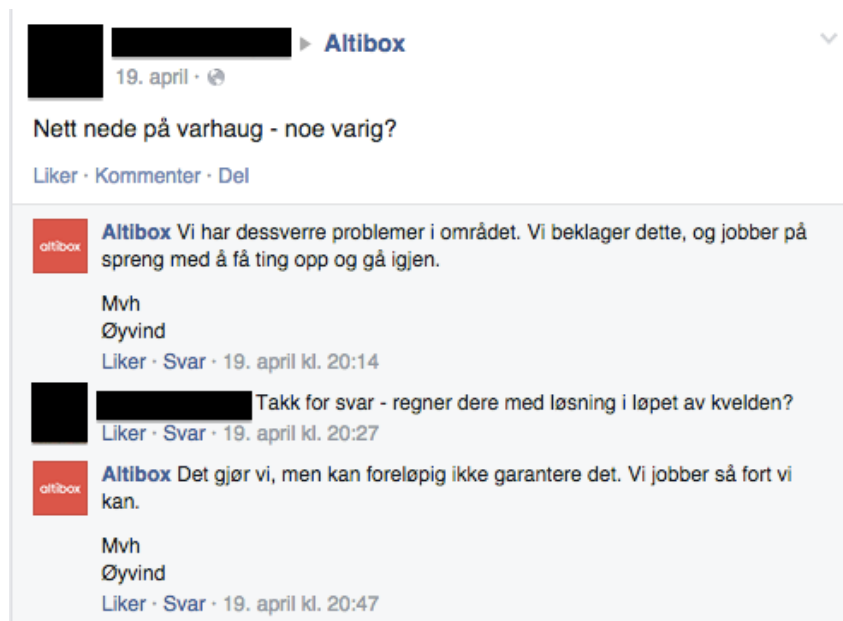 Altibox
19. april ·
Nett nede på varhaug - noe varig?
Liker · Kommenter · Del
altibox
Altibox Vi har dessverre problemer i området. Vi beklager dette, og jobber på
spreng med å få ting opp og gå igjen.
Mvh
Øyvind
Liker · Svar · 19. april kl. 20:14
Takk for svar - regner dere med løsning i løpet av kvelden?
Liker · Svar · 19. april kl. 20:27
altibox
Altibox Det gjør vi, men kan foreløpig ikke garantere det. Vi jobber så fort vi
kan.
Mvh
Øyvind
Liker · Svar · 19. april kl. 20:47